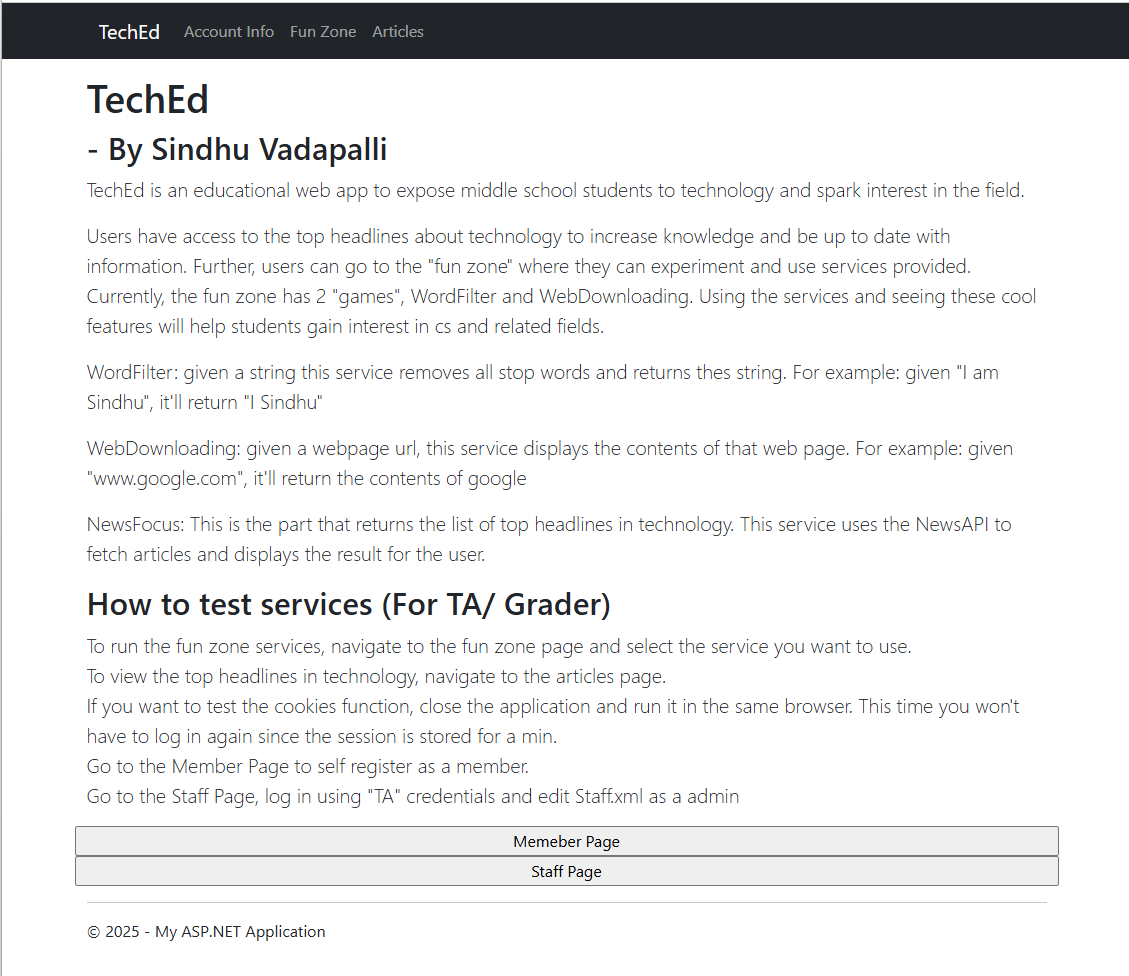 TechEd Account Info Fun Zone Articles
TechEd
- By Sindhu Vadapalli
TechEd is an educational web app to expose middle school students to technology and spark interest in the field.
Users have access to the top headlines about technology to increase knowledge and be up to date with
information. Further, users can go to the "fun zone" where they can experiment and use services provided.
Currently, the fun zone has 2 "games", WordFilter and WebDownloading. Using the services and seeing these cool
features will help students gain interest in cs and related fields.
WordFilter: given a string this service removes all stop words and returns thes string. For example: given "I am
Sindhu", it'll return "I Sindhu"
WebDownloading: given a webpage url, this service displays the contents of that web page. For example: given
"www.google.com", it'll return the contents of google
NewsFocus: This is the part that returns the list of top headlines in technology. This service uses the NewsAPI to
fetch articles and displays the result for the user.
How to test services (For TA/ Grader)
To run the fun zone services, navigate to the fun zone page and select the service you want to use.
To view the top headlines in technology, navigate to the articles page.
If you want to test the cookies function, close the application and run it in the same browser. This time you won't
have to log in again since the session is stored for a min.
Go to the Member Page to self register as a member.
Go to the Staff Page, log in using "TA" credentials and edit Staff.xml as a admin
Memeber Page
Staff Page
© 2025 - My ASP.NET Application